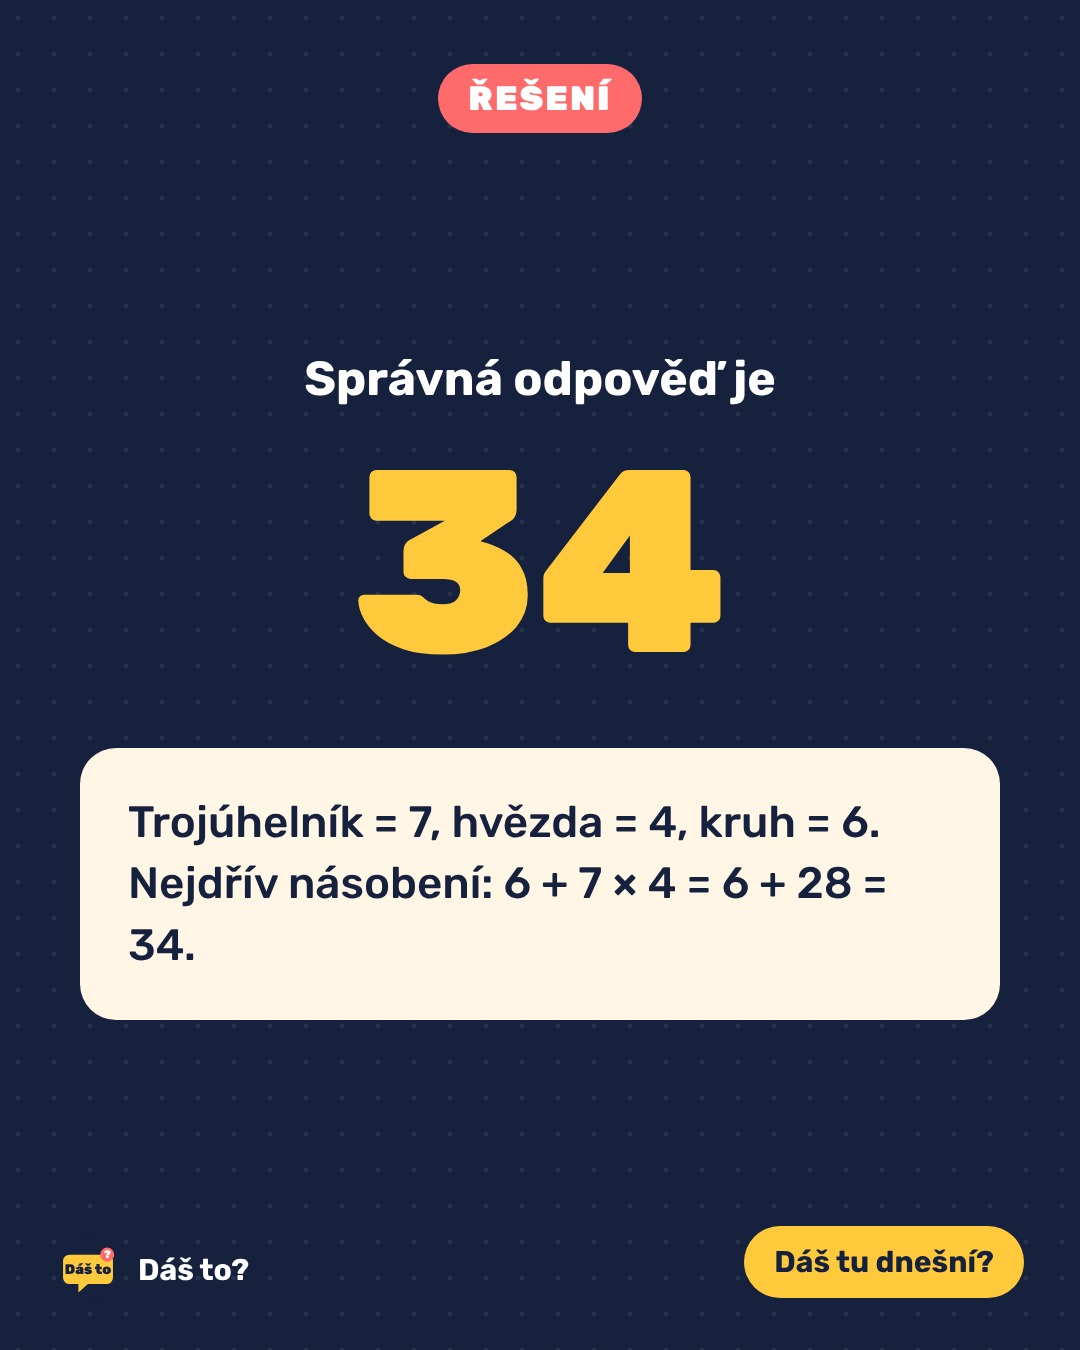 ŘEŠENÍ
Správná odpověď je
34
Trojúhelník = 7, hvězda = 4, kruh = 6.
Nejdřív násobení: 6 + 7 × 4 = 6 + 28 =
34.
Dáš to
?
Dáš to?
Dáš tu dnešní?